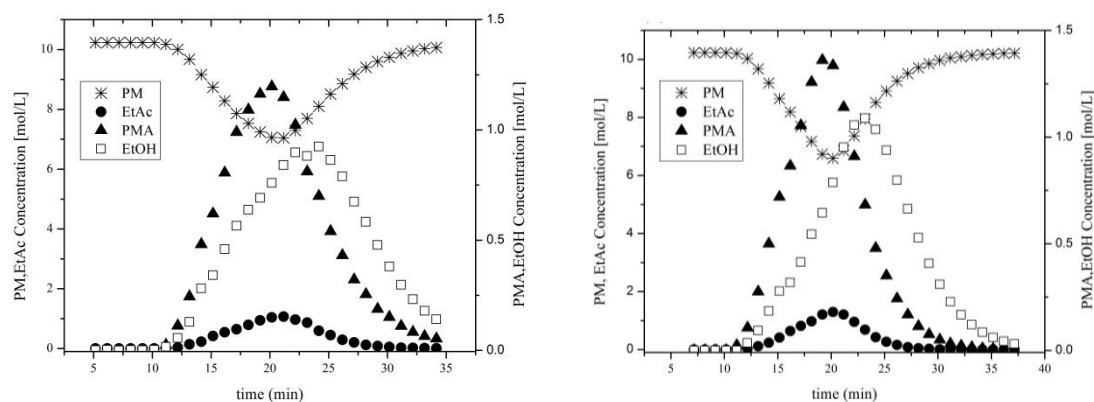 PM,EtAc Concentration [mol/L]
10
8
6
4
2
0
PM
EtAc
PMA
EtOH
1.5
1.0
0.5
0.0
PMA,EtOH Concentration [mol/L]
5 10 15 20 25 30 35
time (min)
PM, EtAc Concentration [mol/L]
10
8
6
4
2
0
PM
EtAc
PMA
EtOH
1.5
1.0
0.5
0.0
PMA,EtOH Concentration [mol/L]
5 10 15 20 25 30 35 40
time (min)